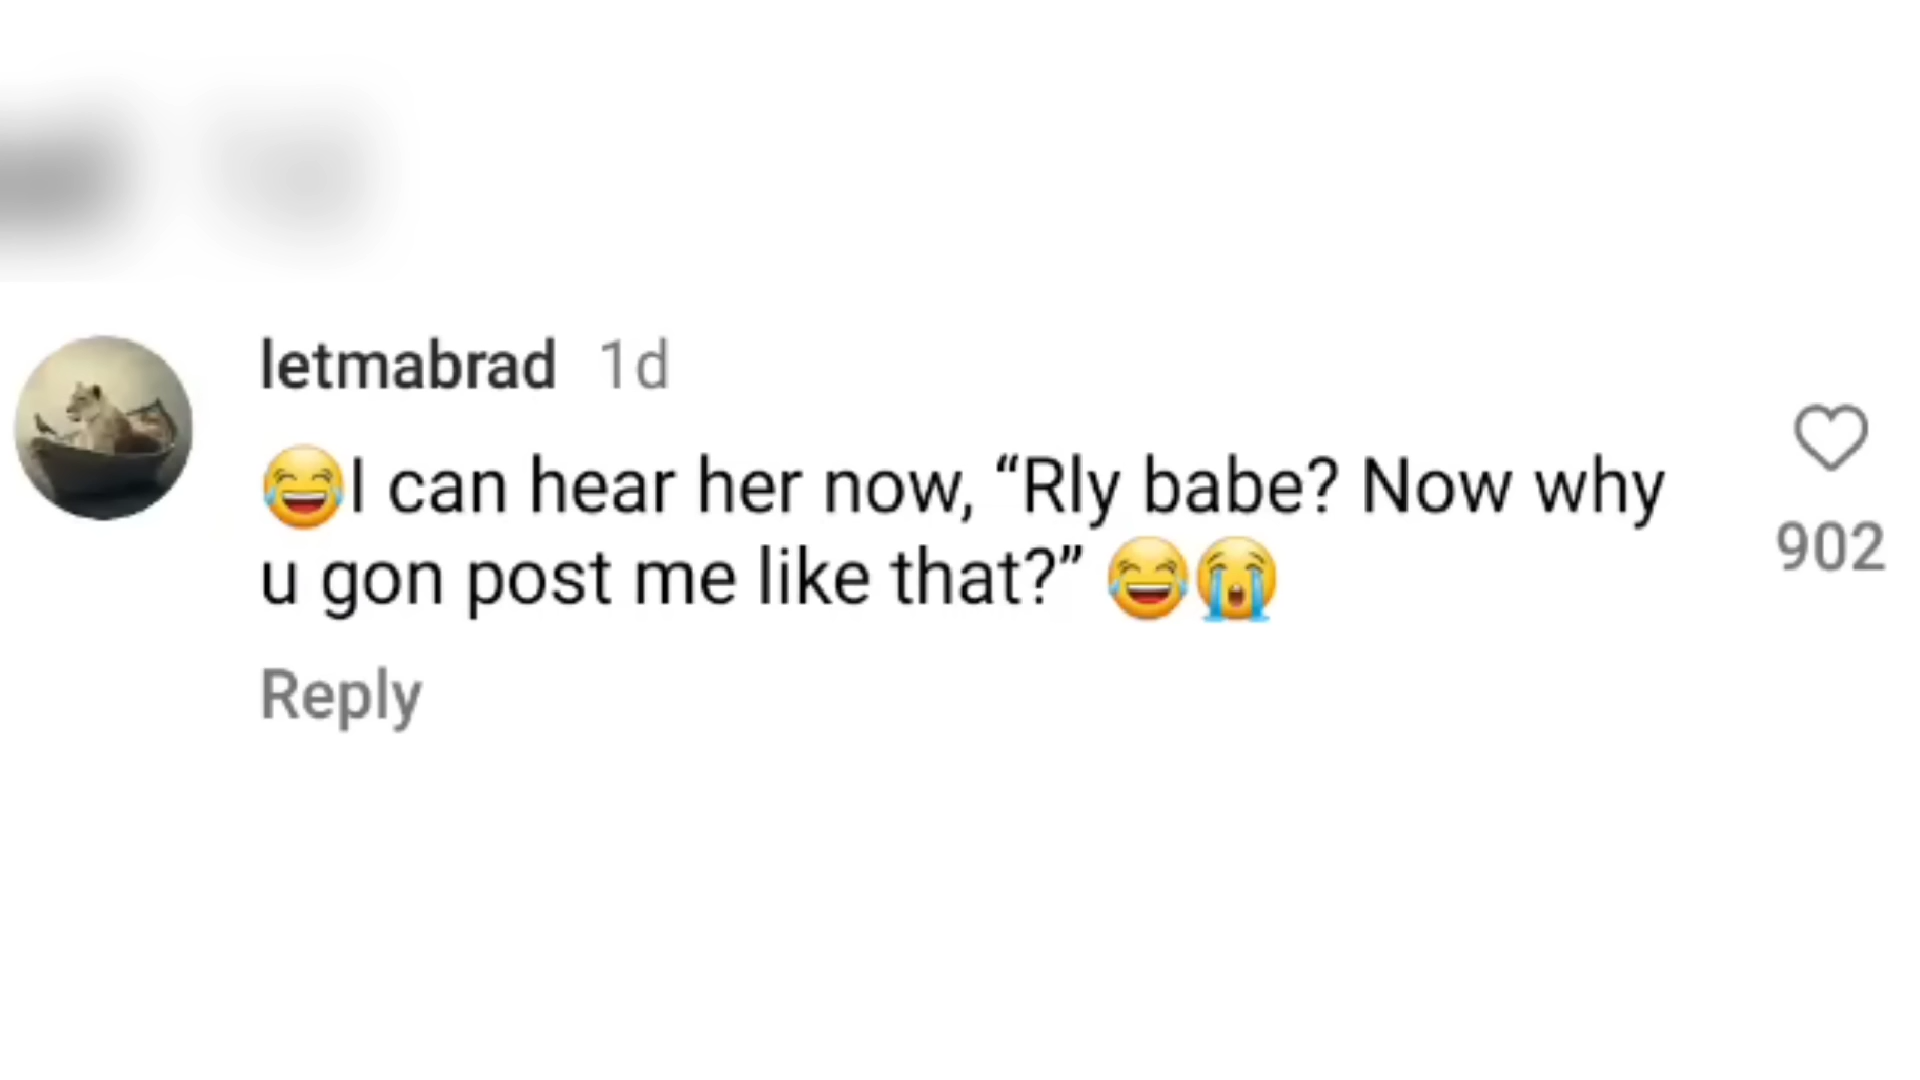 letmabrad 1d
😂I can hear her now, “Rly babe? Now why
u gon post me like that?” 😂😭
902
Reply